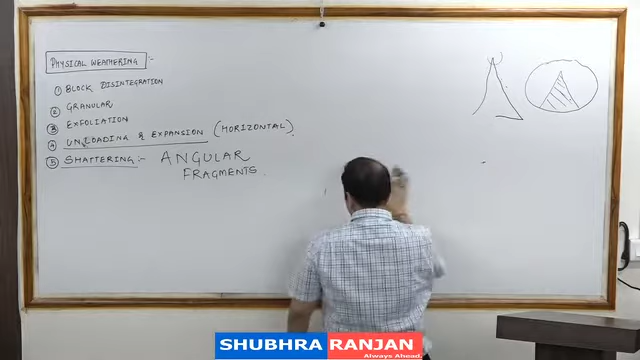 PHYSICAL WEATHERING :-
① BLOCK DISINTEGRATION
② GRANULAR
③ EXFOLIATION
④ UNLOADING & EXPANSION (HORIZONTAL).
⑤ SHATTERING :- ANGULAR
FRAGMENTS.
SHUBHRA RANJAN
Always Ahead.